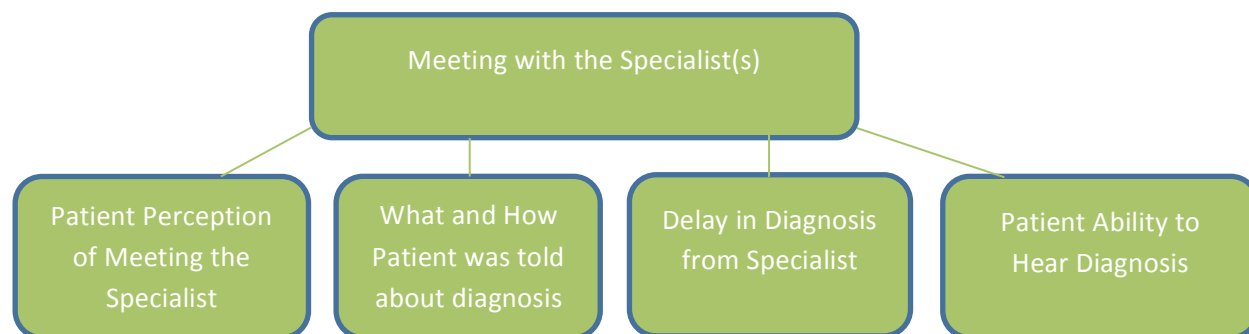 Meeting with the Specialist(s)
Patient Perception
of Meeting the
Specialist
What and How
Patient was told
about diagnosis
Delay in Diagnosis
from Specialist
Patient Ability to
Hear Diagnosis